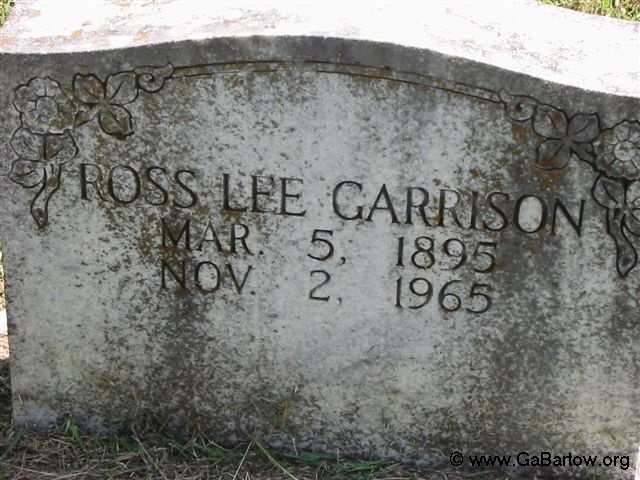 ROSS LEE GARRISON
MAR. 5, 1895
NOV. 2, 1965
© www.GaBartow.org